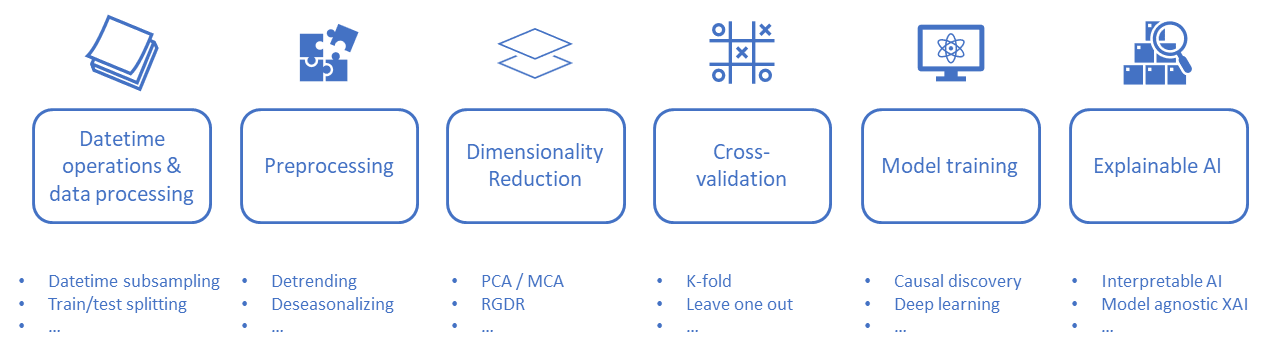 Datetime
operations &
data processing
Preprocessing
Dimensionality
Reduction
Cross-
validation
Model training
Explainable AI
• Datetime subsampling
• Train/test splitting
• ...
• Detrending
• Deseasonalizing
• ...
• PCA / MCA
• RGDR
• ...
• K-fold
• Leave one out
• ...
• Causal discovery
• Deep learning
• ...
• Interpretable AI
• Model agnostic XAI
• ...